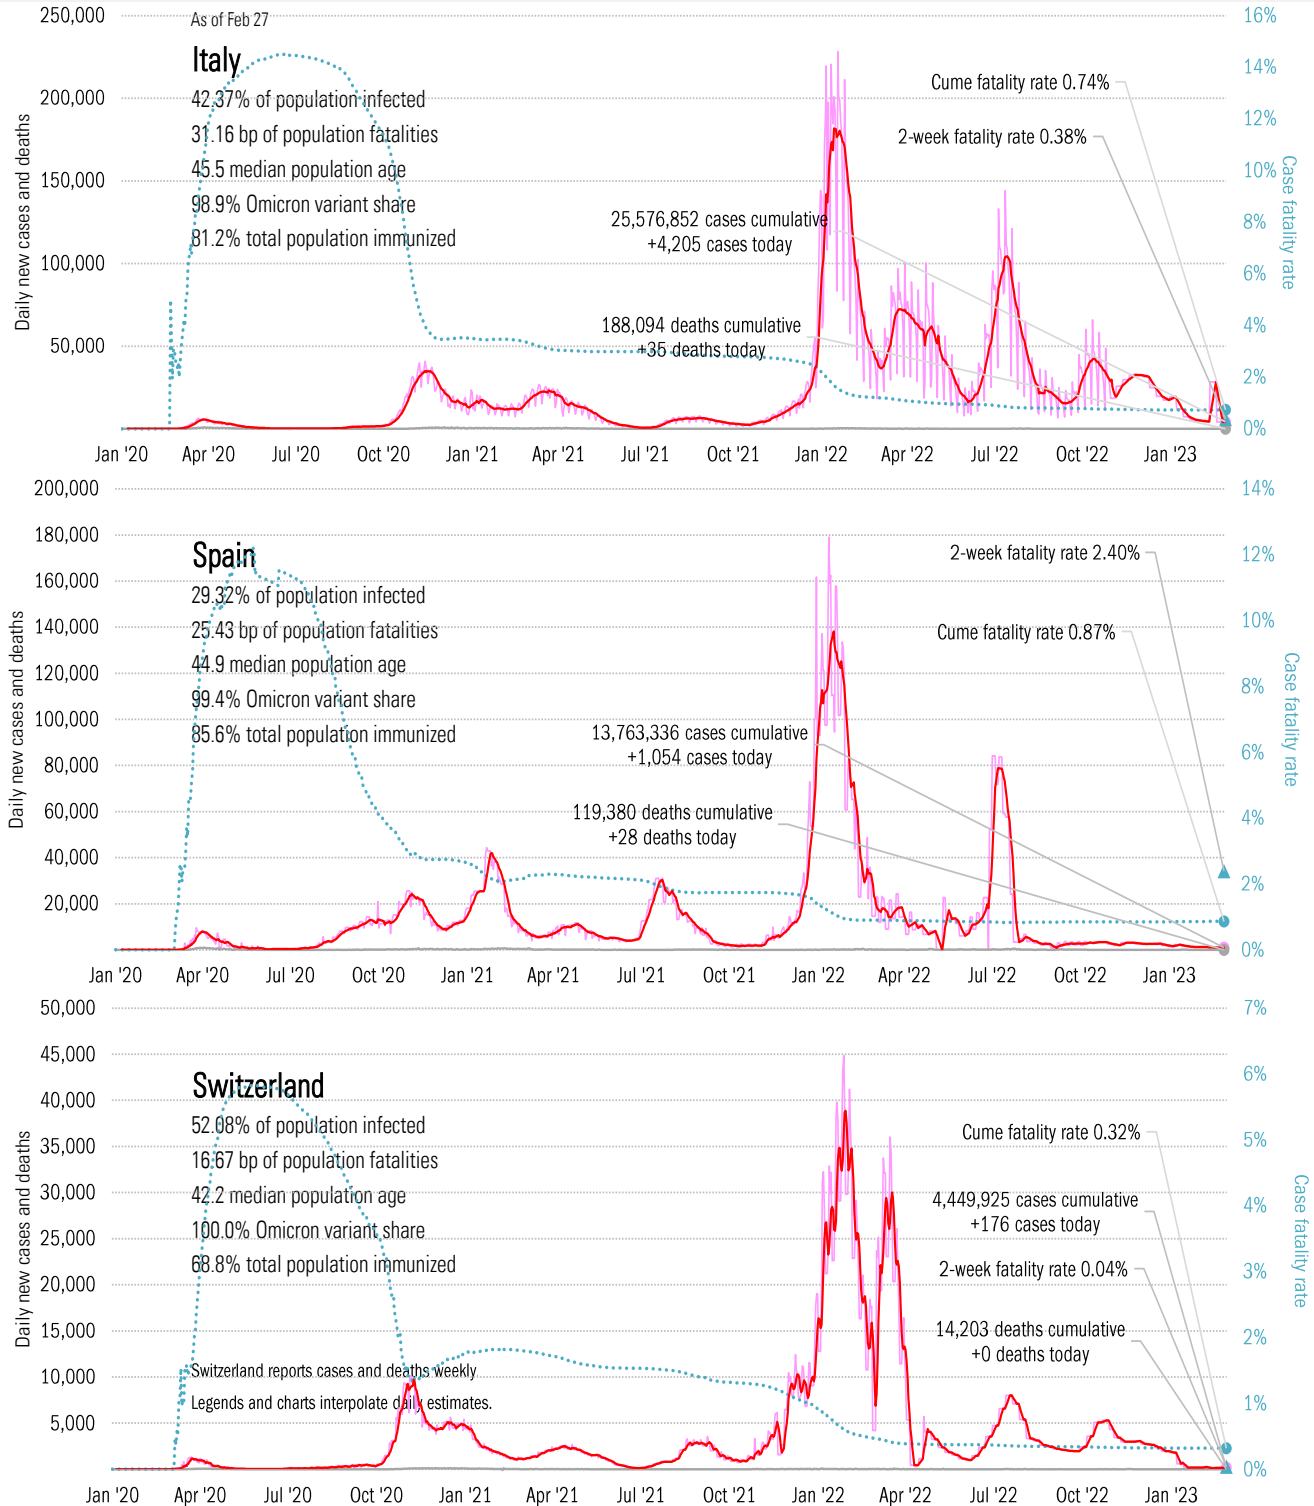 As of Feb 27
Italy
42.37% of population infected
31.16 bp of population fatalities
45.5 median population age
98.9% Omicron variant share
81.2% total population immunized
Daily new cases and deaths
250,000
200,000
150,000
100,000
50,000
25,576,852 cases cumulative
+4,205 cases today
188,094 deaths cumulative
+35 deaths today
Cume fatality rate 0.74%
2-week fatality rate 0.38%
16%
14%
12%
10%
8%
6%
4%
2%
0%
Case fatality rate
Jan '20 Apr '20 Jul '20 Oct '20 Jan '21 Apr '21 Jul '21 Oct '21 Jan '22 Apr '22 Jul '22 Oct '22 Jan '23
Spain
29.32% of population infected
25.43 bp of population fatalities
44.9 median population age
99.4% Omicron variant share
85.6% total population immunized
Daily new cases and deaths
200,000
180,000
160,000
140,000
120,000
100,000
80,000
60,000
40,000
20,000
13,763,336 cases cumulative
+1,054 cases today
119,380 deaths cumulative
+28 deaths today
2-week fatality rate 2.40%
Cume fatality rate 0.87%
14%
12%
10%
8%
6%
4%
2%
0%
Case fatality rate
Jan '20 Apr '20 Jul '20 Oct '20 Jan '21 Apr '21 Jul '21 Oct '21 Jan '22 Apr '22 Jul '22 Oct '22 Jan '23
Switzerland
52.08% of population infected
16.67 bp of population fatalities
42.2 median population age
100.0% Omicron variant share
68.8% total population immunized
Switzerland reports cases and deaths weekly
Legends and charts interpolate daily estimates.
Daily new cases and deaths
50,000
45,000
40,000
35,000
30,000
25,000
20,000
15,000
10,000
5,000
Cume fatality rate 0.32%
4,449,925 cases cumulative
+176 cases today
2-week fatality rate 0.04%
14,203 deaths cumulative
+0 deaths today
7%
6%
5%
4%
3%
2%
1%
0%
Case fatality rate
Jan '20 Apr '20 Jul '20 Oct '20 Jan '21 Apr '21 Jul '21 Oct '21 Jan '22 Apr '22 Jul '22 Oct '22 Jan '23